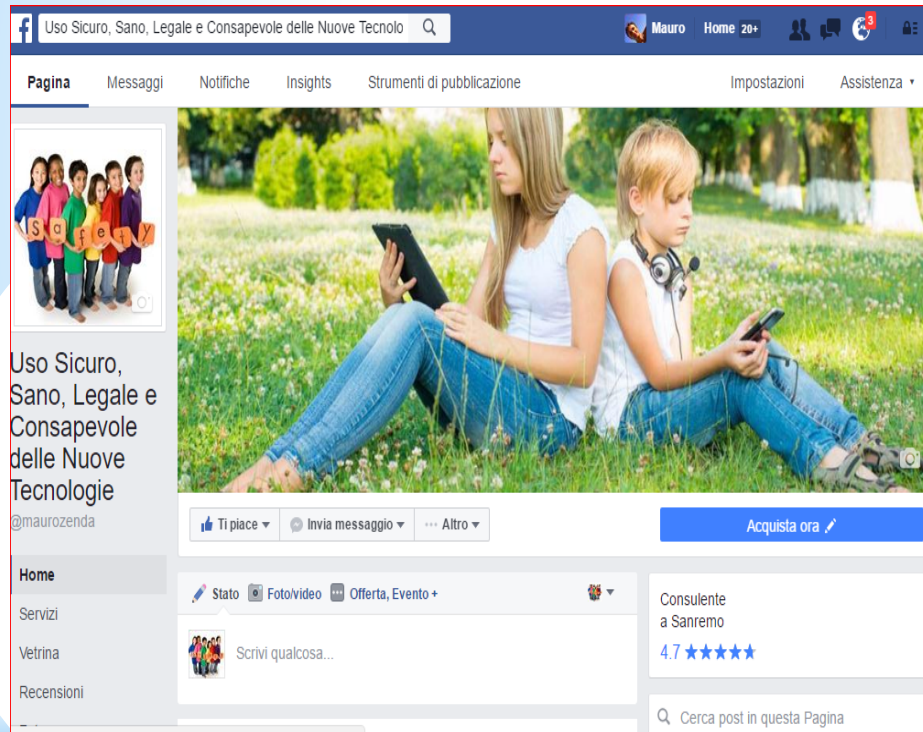 f Uso Sicuro, Sano, Legale e Consapevole delle Nuove Tecnolo
Mauro Home 20+ 3
Pagina Messaggi Notifiche Insights Strumenti di pubblicazione Impostazioni Assistenza
Safety
Uso Sicuro,
Sano, Legale e
Consapevole
delle Nuove
Tecnologie
@maurozenda
Ti piace Invia messaggio ··· Altro
Acquista ora
Home
Servizi
Vetrina
Recensioni
Stato Foto/video Offerta, Evento +
Scrivi qualcosa...
Consulente
a Sanremo
4.7 ★★★★★
Cerca post in questa Pagina